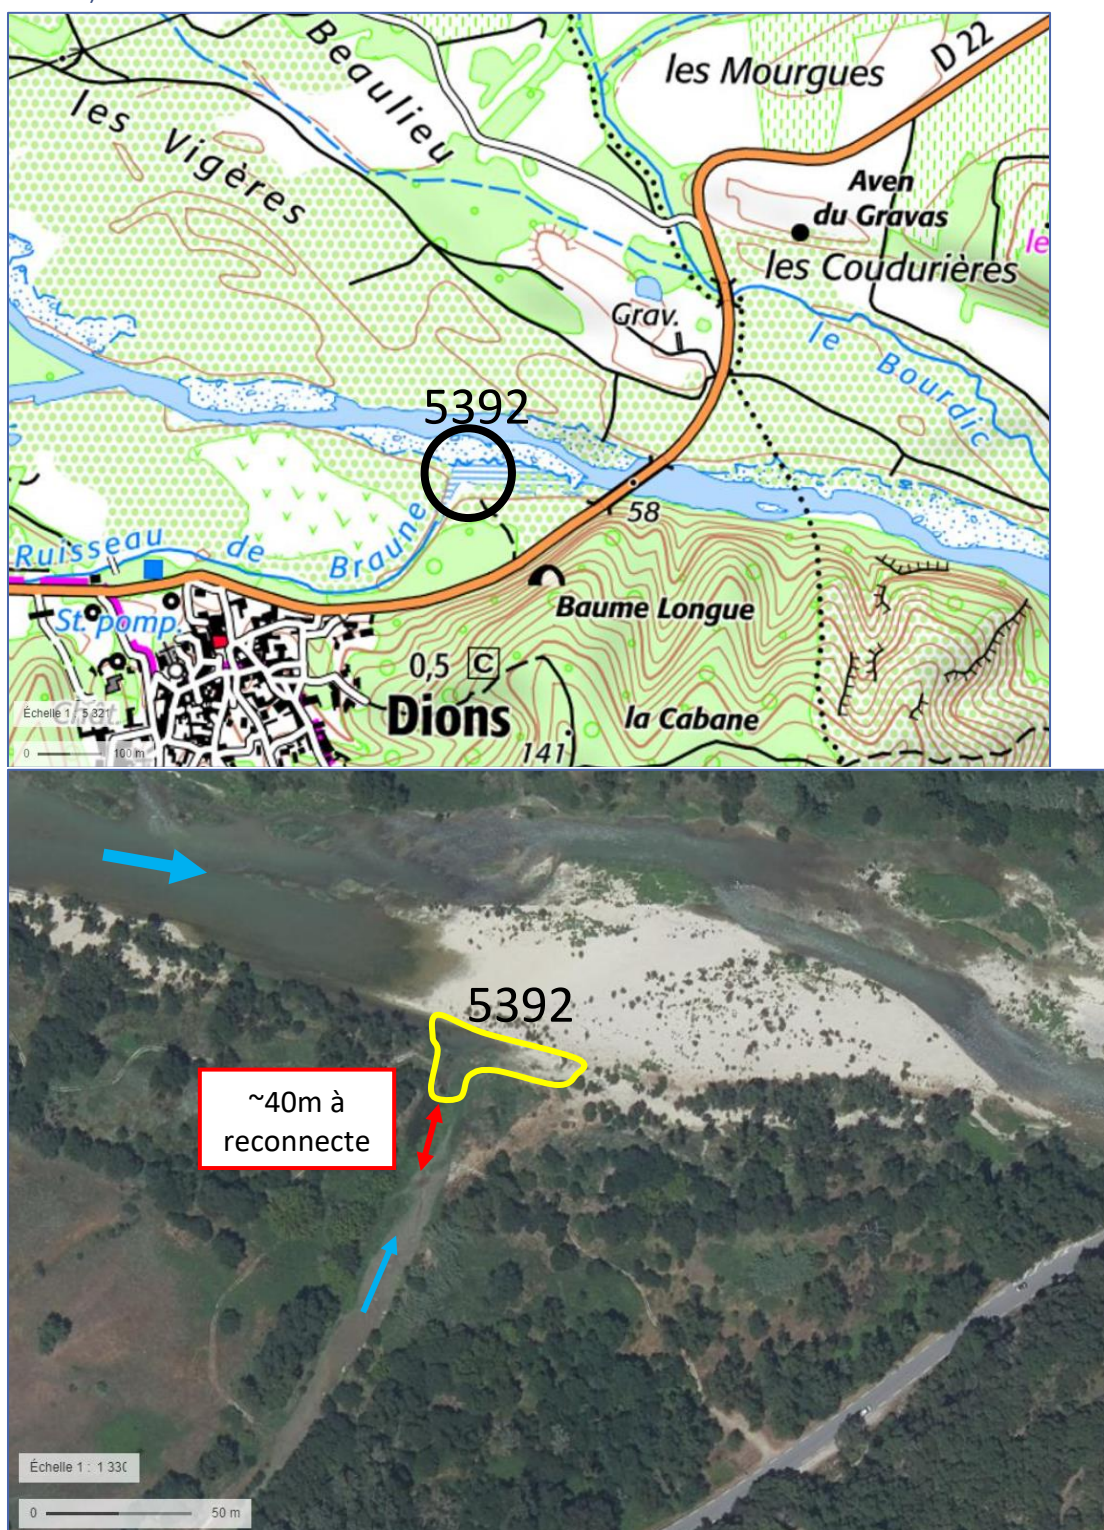 Beaulieu
les Mourgues
D 22
les Vigères
Aven
du Gravas
le
les Coudurières
Grav.
le Bourdic
5392
58
Ruisseau de Braune
St. pomp.
Baume Longue
0,5 C
Dions
la Cabane
141
Échelle 1 : 5 321
0 100 m
5392
~40m à
reconnecte
Échelle 1 : 1 330
0 50 m